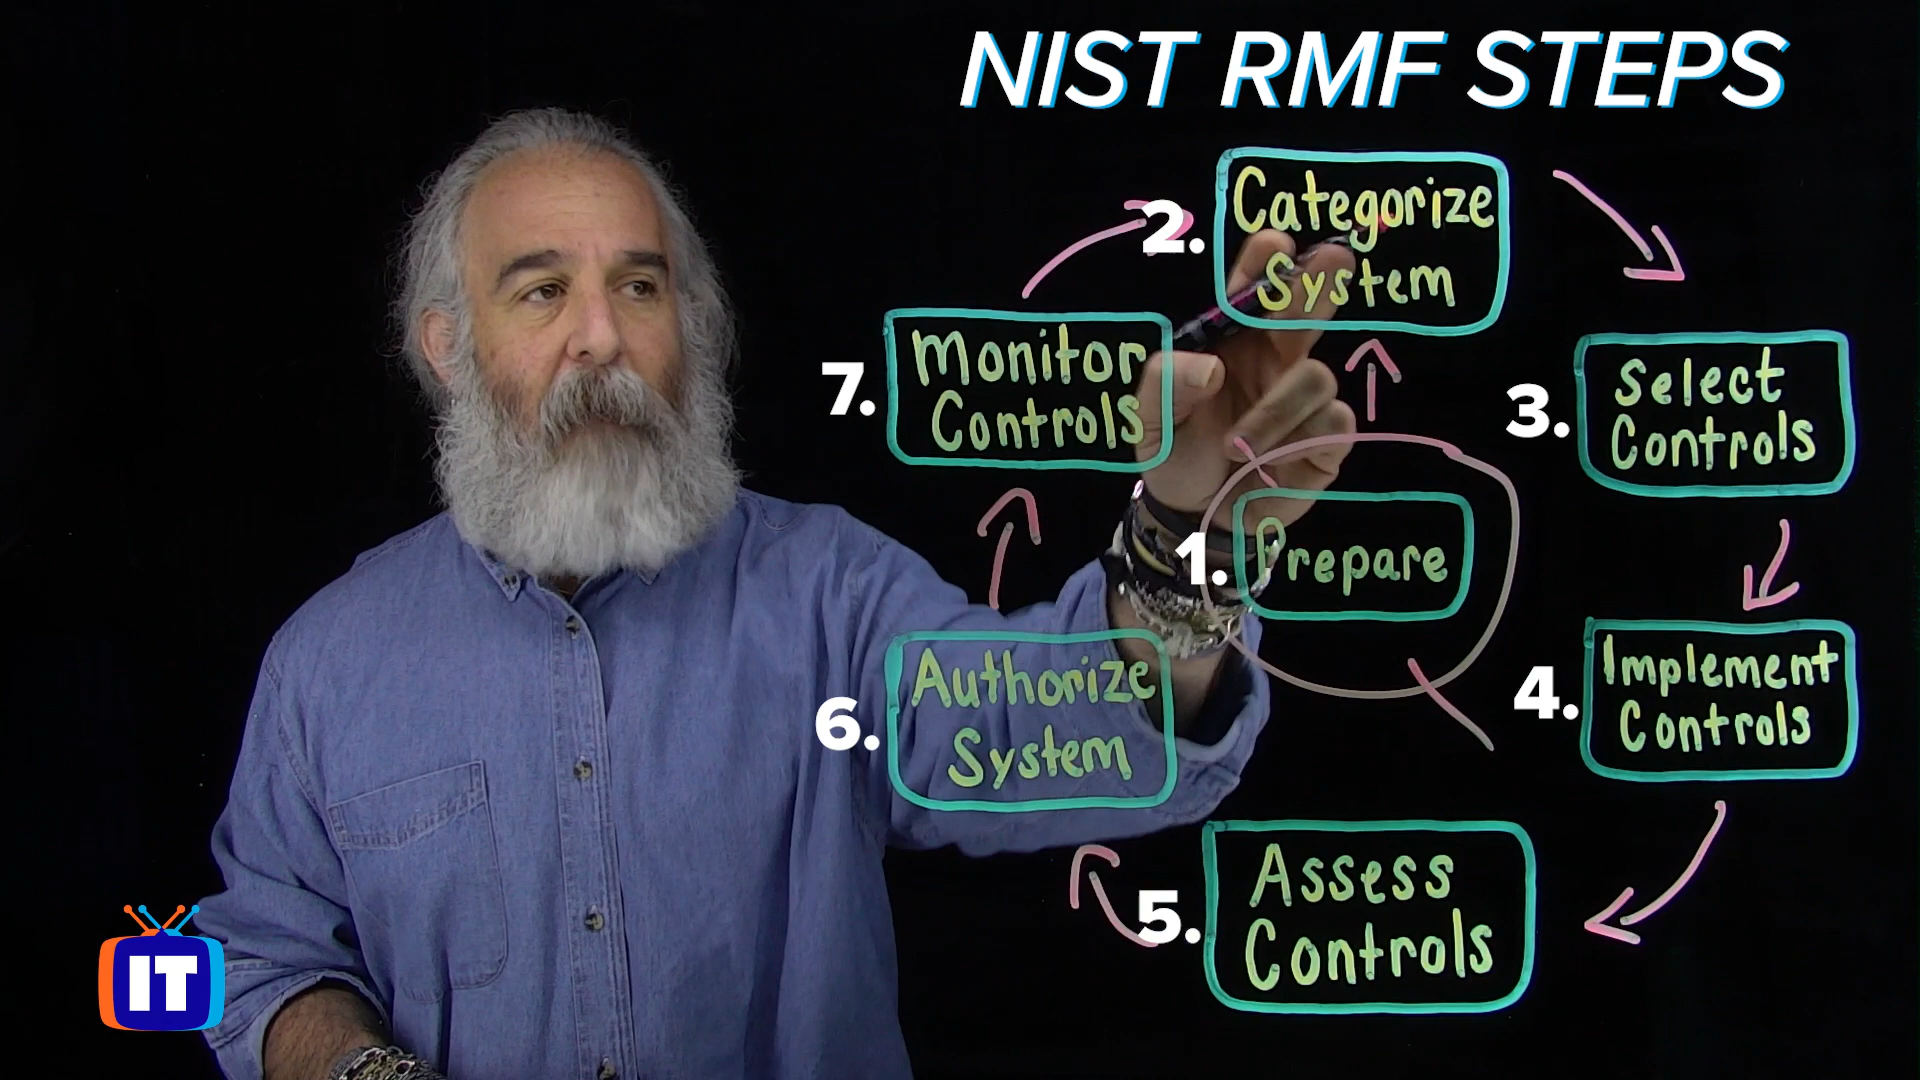 NIST RMF STEPS
2. Categorize
System
7. Monitor
Controls
3. Select
Controls
1. Prepare
6. Authorize
System
4. Implement
Controls
5. Assess
Controls
IT